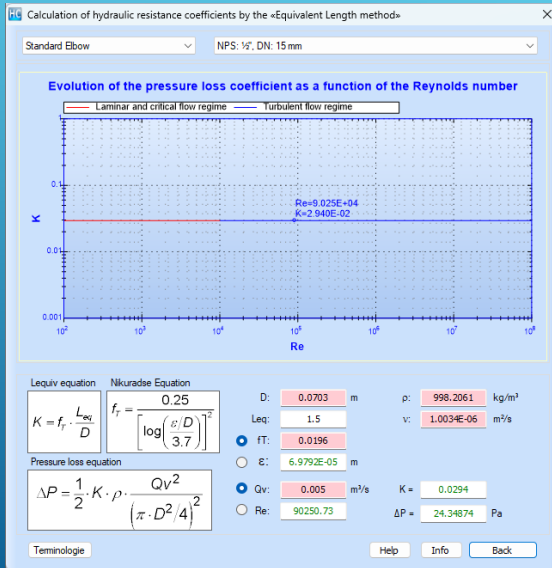 HC Calculation of hydraulic resistance coefficients by the «Equivalent Length method»
Standard Elbow
NPS: ½", DN: 15 mm
Evolution of the pressure loss coefficient as a function of the Reynolds number
Laminar and critical flow regime Turbulent flow regime
1
0.1
0.01
0.001
K
Re=9.025E+04
K=2.940E-02
10² 10³ 10⁴ 10⁵ 10⁶ 10⁷ 10⁸
Re
Lequiv equation
K = f_T · L_eq / D
Nikuradse Equation
f_T = 0.25 / [log((ε/D) / 3.7)]²
Pressure loss equation
ΔP = 1/2 · K · ρ · Qv² / (π · D²/4)²
D: 0.0703 m
Leq: 1.5
fT: 0.0196
ε: 6.9792E-05 m
Qv: 0.005 m³/s
Re: 90250.73
ρ: 998.2061 kg/m³
ν: 1.0034E-06 m²/s
K = 0.0294
ΔP = 24.34874 Pa
Terminologie
Help
Info
Back